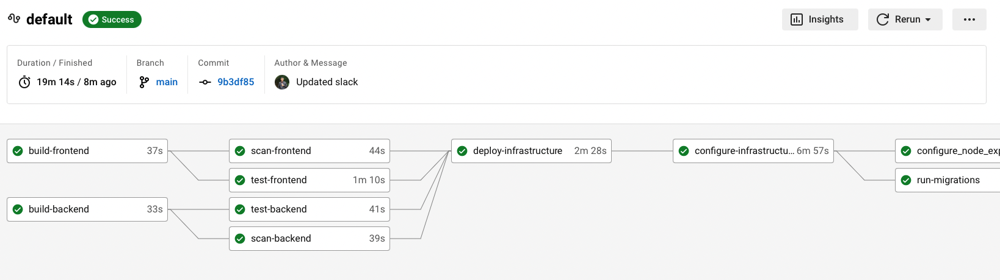 default Success
Insights Rerun
Duration / Finished Branch Commit Author & Message
19m 14s / 8m ago main 9b3df85 Updated slack
build-frontend 37s scan-frontend 44s deploy-infrastructure 2m 28s configure-infrastructu... 6m 57s configure_node_exp
test-frontend 1m 10s run-migrations
build-backend 33s test-backend 41s
scan-backend 39s